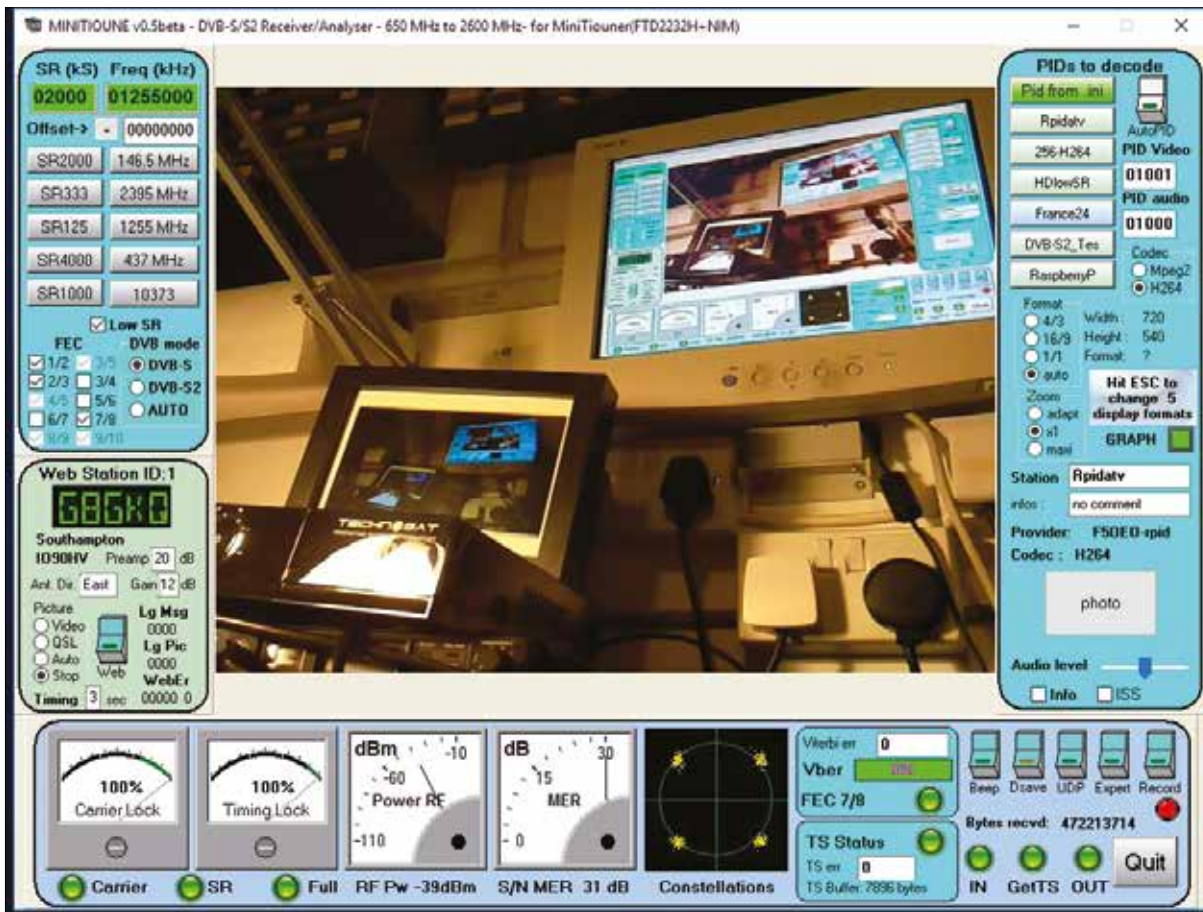 MINITIOUNE v0.5beta - DVB-S/S2 Receiver/Analyser - 650 MHz to 2600 MHz- for MiniTiouner(FTD2232H+NIM)
SR (kS) Freq (kHz)
02000 01255000
Offset-> - 00000000
SR2000 146.5 MHz
SR333 2395 MHz
SR125 1255 MHz
SR4000 437 MHz
SR1000 10373
Low SR
FEC DVB mode
1/2 3/5 DVB-S
2/3 3/4 DVB-S2
4/5 5/6 AUTO
6/7 7/8
8/9 9/10
Web Station ID:1
G8GKQ
Southampton
IO90HV Preamp 20 dB
Ant. Dir. East Gain 12 dB
Picture
Video
QSL
Auto
Stop
Web
Lg Msg
0000
Lg Pic
0000
WebEr
Timing 3 sec 00000 0
TECHNOSAT
PIDs to decode
Pid from .ini
Rpidatv
256-H264
HDlowSR
France24
DVB-S2_Tes
RaspberryP
AutoPID
PID Video
01001
PID audio
01000
Codec
Mpeg2
H264
Format
4/3
16/9
1/1
auto
Width : 720
Height : 540
Format: ?
Zoom
adapt
x1
maxi
Hit ESC to
change 5
display formats
GRAPH
Station Rpidatv
infos : no comment
Provider: F5OEO-rpid
Codec : H264
photo
Audio level
Info ISS
100%
Carrier Lock
100%
Timing Lock
dBm -10
-60
Power RF
-110
dB 30
15
MER
- 0
Carrier SR Full RF Pw -39dBm S/N MER 31 dB Constellations
Viterbi err 0
Vber
FEC 7/8
TS Status
TS err 0
TS Buffer: 7896 bytes
Beep Dsave UDP Expert Record
Bytes recvd: 472213714
IN GetTS OUT
Quit